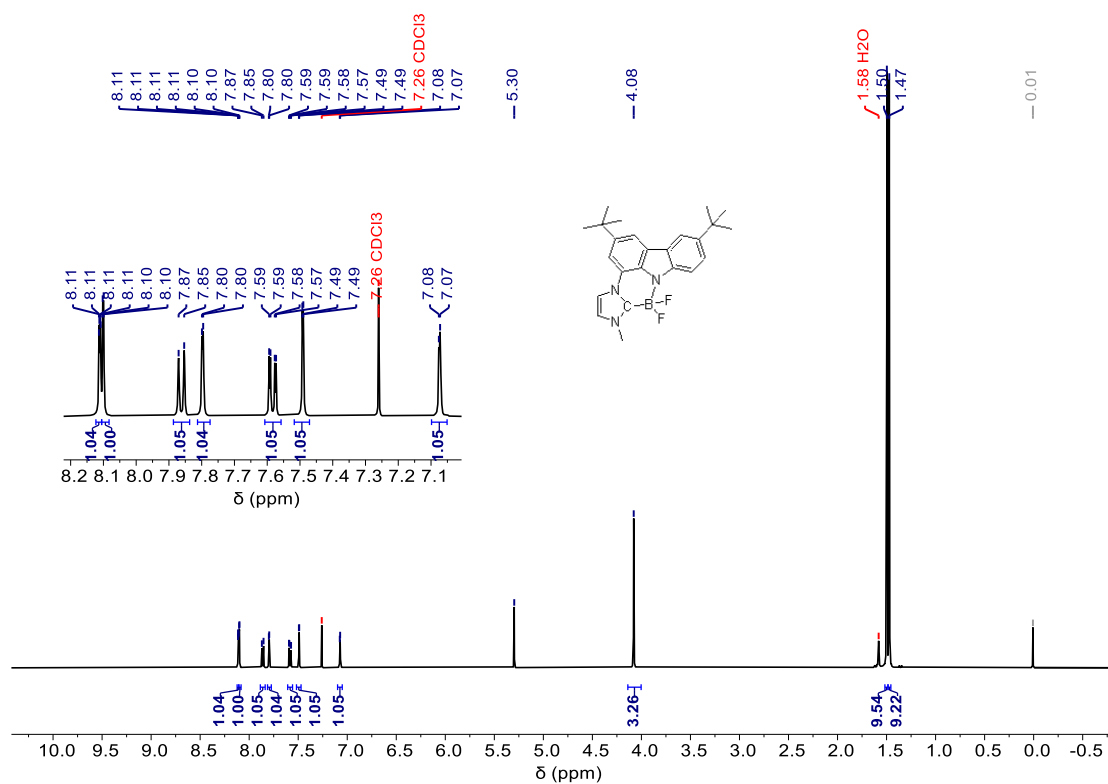 8.11 8.11 8.11 8.11 8.10 8.10 7.87 7.85 7.80 7.80 7.59 7.59 7.58 7.57 7.49 7.49 7.26 CDCl3 7.08 7.07 5.30 4.08 1.58 H2O 1.50 1.47 0.01
8.11 8.11 8.11 8.11 8.10 8.10 7.87 7.85 7.80 7.80 7.59 7.59 7.58 7.57 7.49 7.49 7.26 CDCl3 7.08 7.07
N N
C B F
N F
1.04 1.00 1.05 1.04 1.05 1.05 1.05
8.2 8.1 8.0 7.9 7.8 7.7 7.6 7.5 7.4 7.3 7.2 7.1
δ (ppm)
1.04 1.00 1.05 1.04 1.05 1.05 1.05 3.26 9.54 9.22
10.0 9.5 9.0 8.5 8.0 7.5 7.0 6.5 6.0 5.5 5.0 4.5 4.0 3.5 3.0 2.5 2.0 1.5 1.0 0.5 0.0 -0.5
δ (ppm)